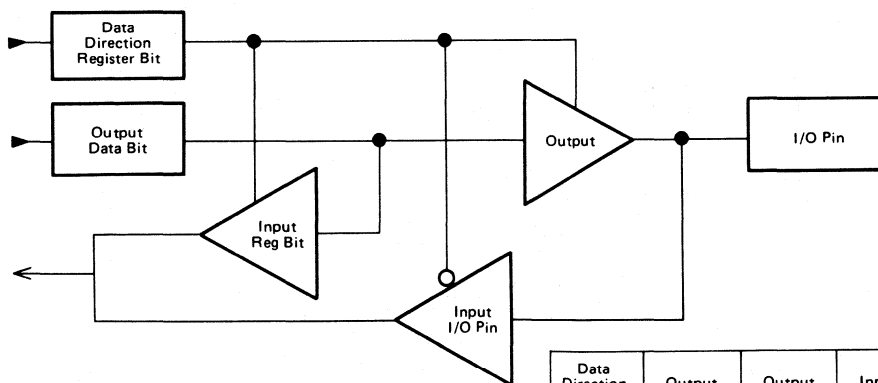 Data
Direction
Register Bit
Output
Data Bit
Output
I/O Pin
Input
Reg Bit
Input
I/O Pin
Data
Direction
Output
Output